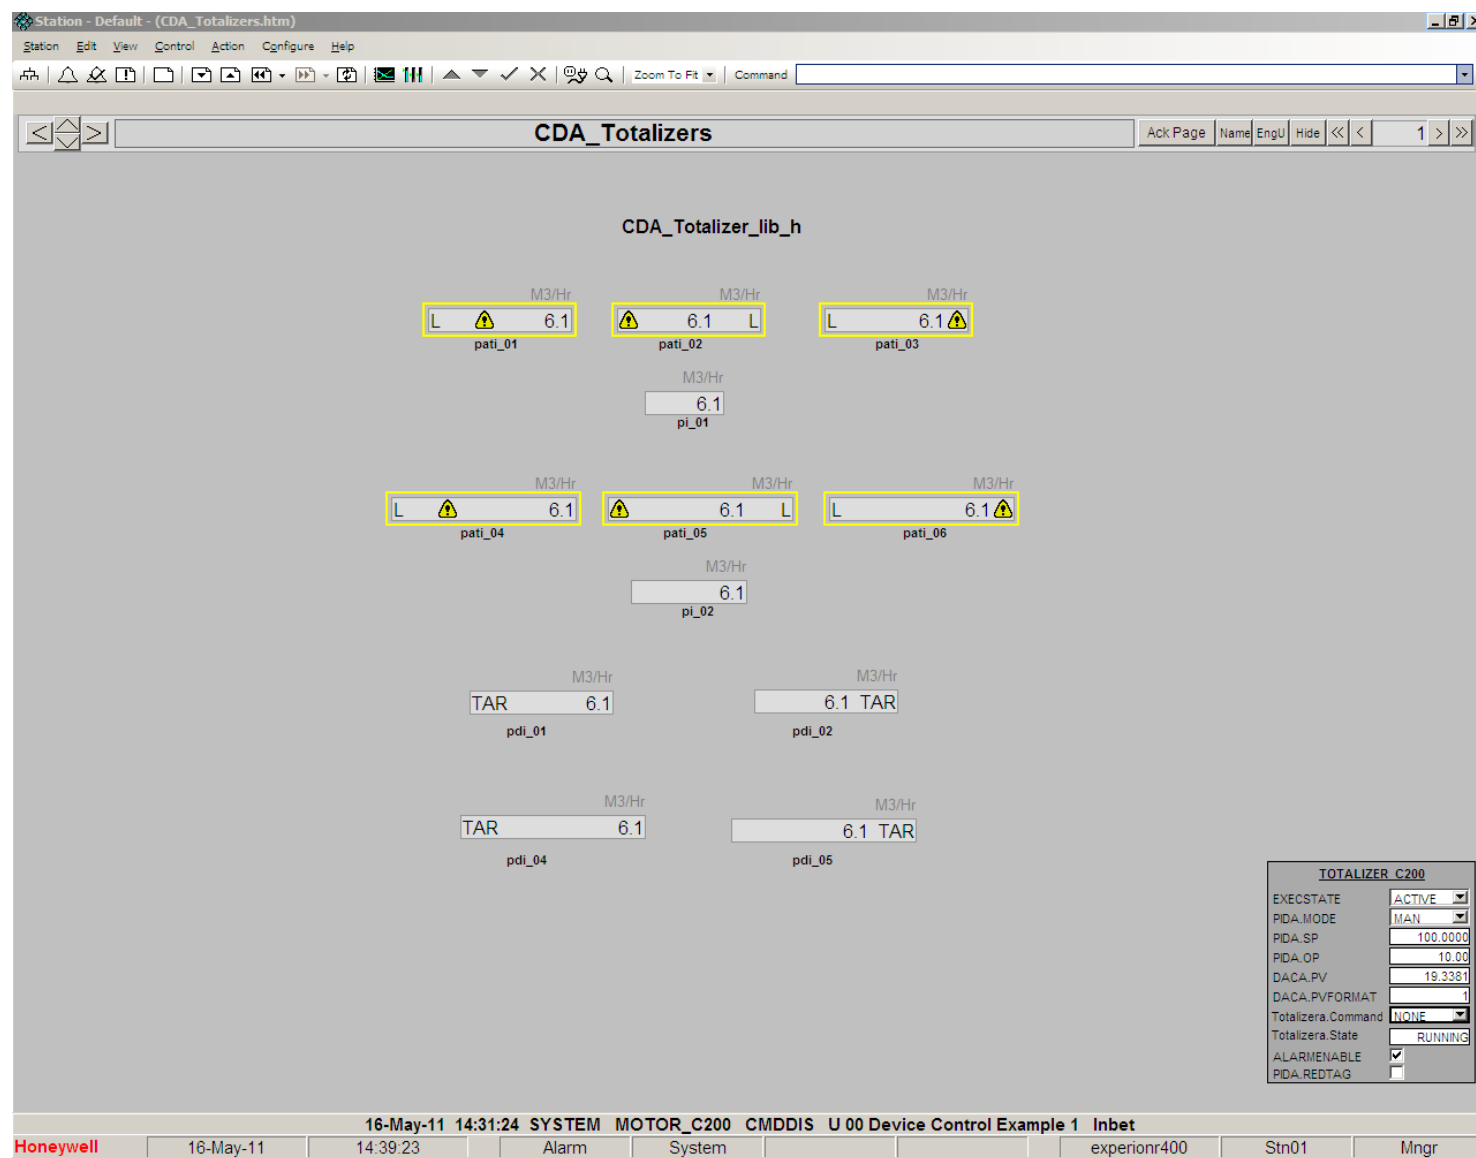 Station - Default - (CDA_Totalizers.htm)
Station Edit View Control Action Configure Help
Zoom To Fit Command
CDA_Totalizers Ack Page Name EngU Hide 1
CDA_Totalizer_lib_h
M3/Hr M3/Hr M3/Hr
L 6.1 6.1 L L 6.1
pati_01 pati_02 pati_03
M3/Hr
6.1
pi_01
M3/Hr M3/Hr M3/Hr
L 6.1 6.1 L L 6.1
pati_04 pati_05 pati_06
M3/Hr
6.1
pi_02
M3/Hr M3/Hr
TAR 6.1 6.1 TAR
pdi_01 pdi_02
M3/Hr M3/Hr
TAR 6.1 6.1 TAR
pdi_04 pdi_05
TOTALIZER_C200
EXECSTATE ACTIVE
PIDA.MODE MAN
PIDA.SP 100.0000
PIDA.OP 10.00
DACA.PV 19.3381
DACA.PVFORMAT 1
Totalizera.Command NONE
Totalizera.State RUNNING
ALARMENABLE
PIDA.REDTAG
16-May-11 14:31:24 SYSTEM MOTOR_C200 CMDDIS U 00 Device Control Example 1 Inbet
Honeywell 16-May-11 14:39:23 Alarm System experionr400 Stn01 Mngr